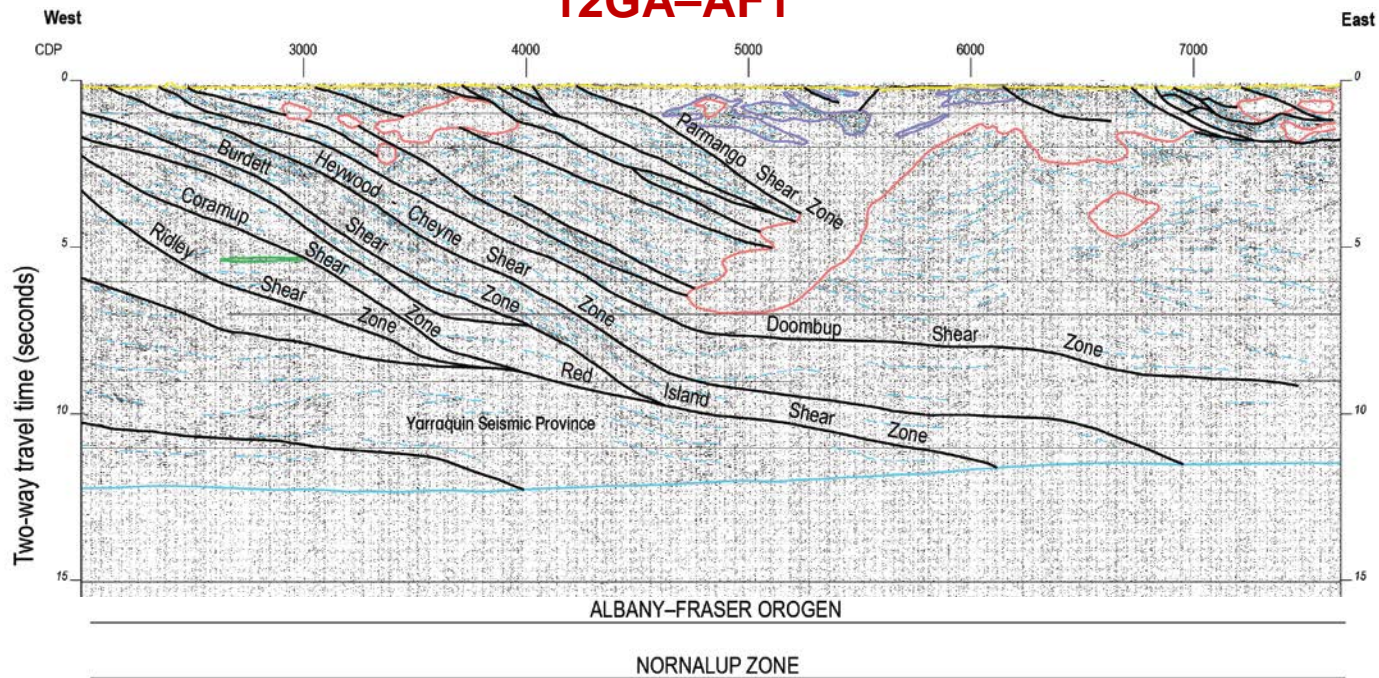 12GA–AF1
West
East
CDP
3000
4000
5000
6000
7000
0
0
Parmango Shear Zone
Burdett Shear Zone
Heywood - Cheyne Shear Zone
Coramup Shear Zone
Ridley Shear Zone
5
5
Doombup Shear Zone
Red Island Shear Zone
10
10
Yarraquin Seismic Province
15
15
Two-way travel time (seconds)
ALBANY–FRASER OROGEN
NORNALUP ZONE